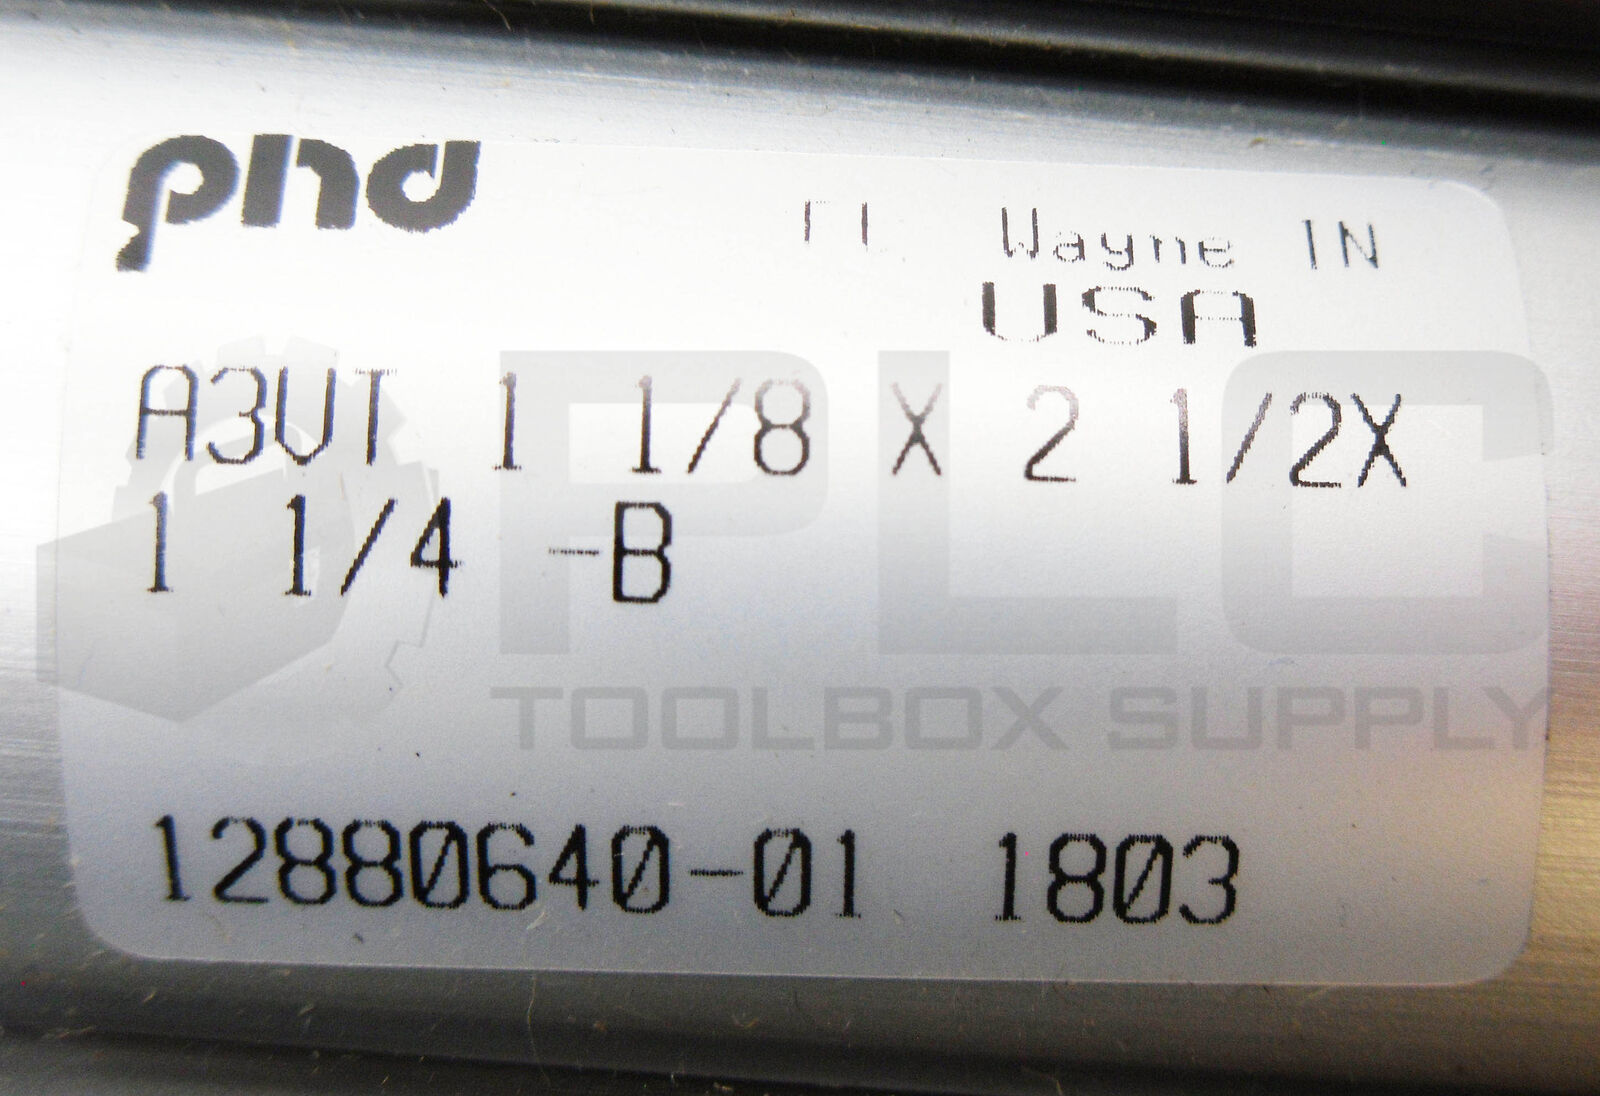 phd
Ft. Wayne IN
USA
A3VT 1 1/8 X 2 1/2X
1 1/4 -B
PLC
TOOLBOX SUPPLY
12880640-01 1803